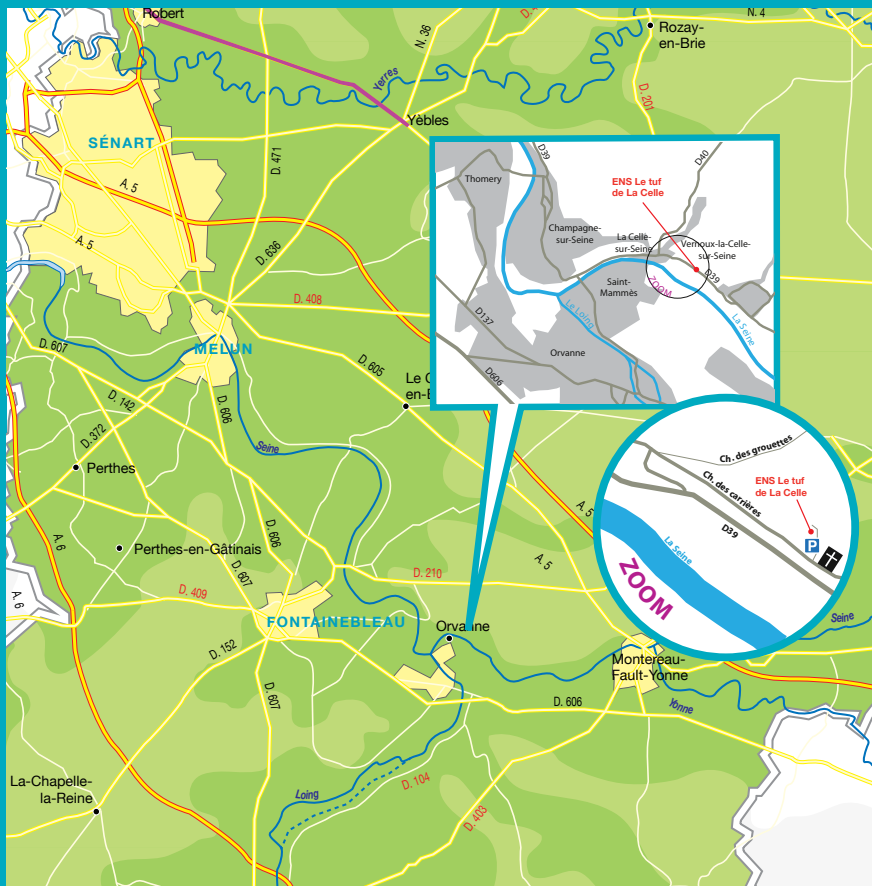 Robert
N. 36
N. 4
Rozay-
en-Brie
Yerres
D. 201
Yèbles
SÉNART
D. 471
A. 5
A. 5
D. 636
D. 408
D. 607
MELUN
D. 605
D. 142
D. 606
D. 372
Le
en-
Seine
Perthes
A. 5
A. 6
D. 606
Perthes-en-Gâtinais
A. 5
D. 607
D. 210
A. 6
D. 409
FONTAINEBLEAU
Orvanne
Seine
D. 152
Montereau-
Fault-Yonne
D. 607
D. 606
Yonne
La-Chapelle-
la-Reine
Loing
D. 104
D. 403
D39
D40
Thomery
ENS Le tuf
de La Celle
Champagne-
sur-Seine
La Celle-
sur-Seine
Vernoux-la-Celle-
sur-Seine
D39
Saint-
Mammès
ZOOM
Le Loing
La Seine
D137
Orvanne
D606
Ch. des grouettes
Ch. des carrières
ENS Le tuf
de La Celle
D39
La Seine
P
ZOOM